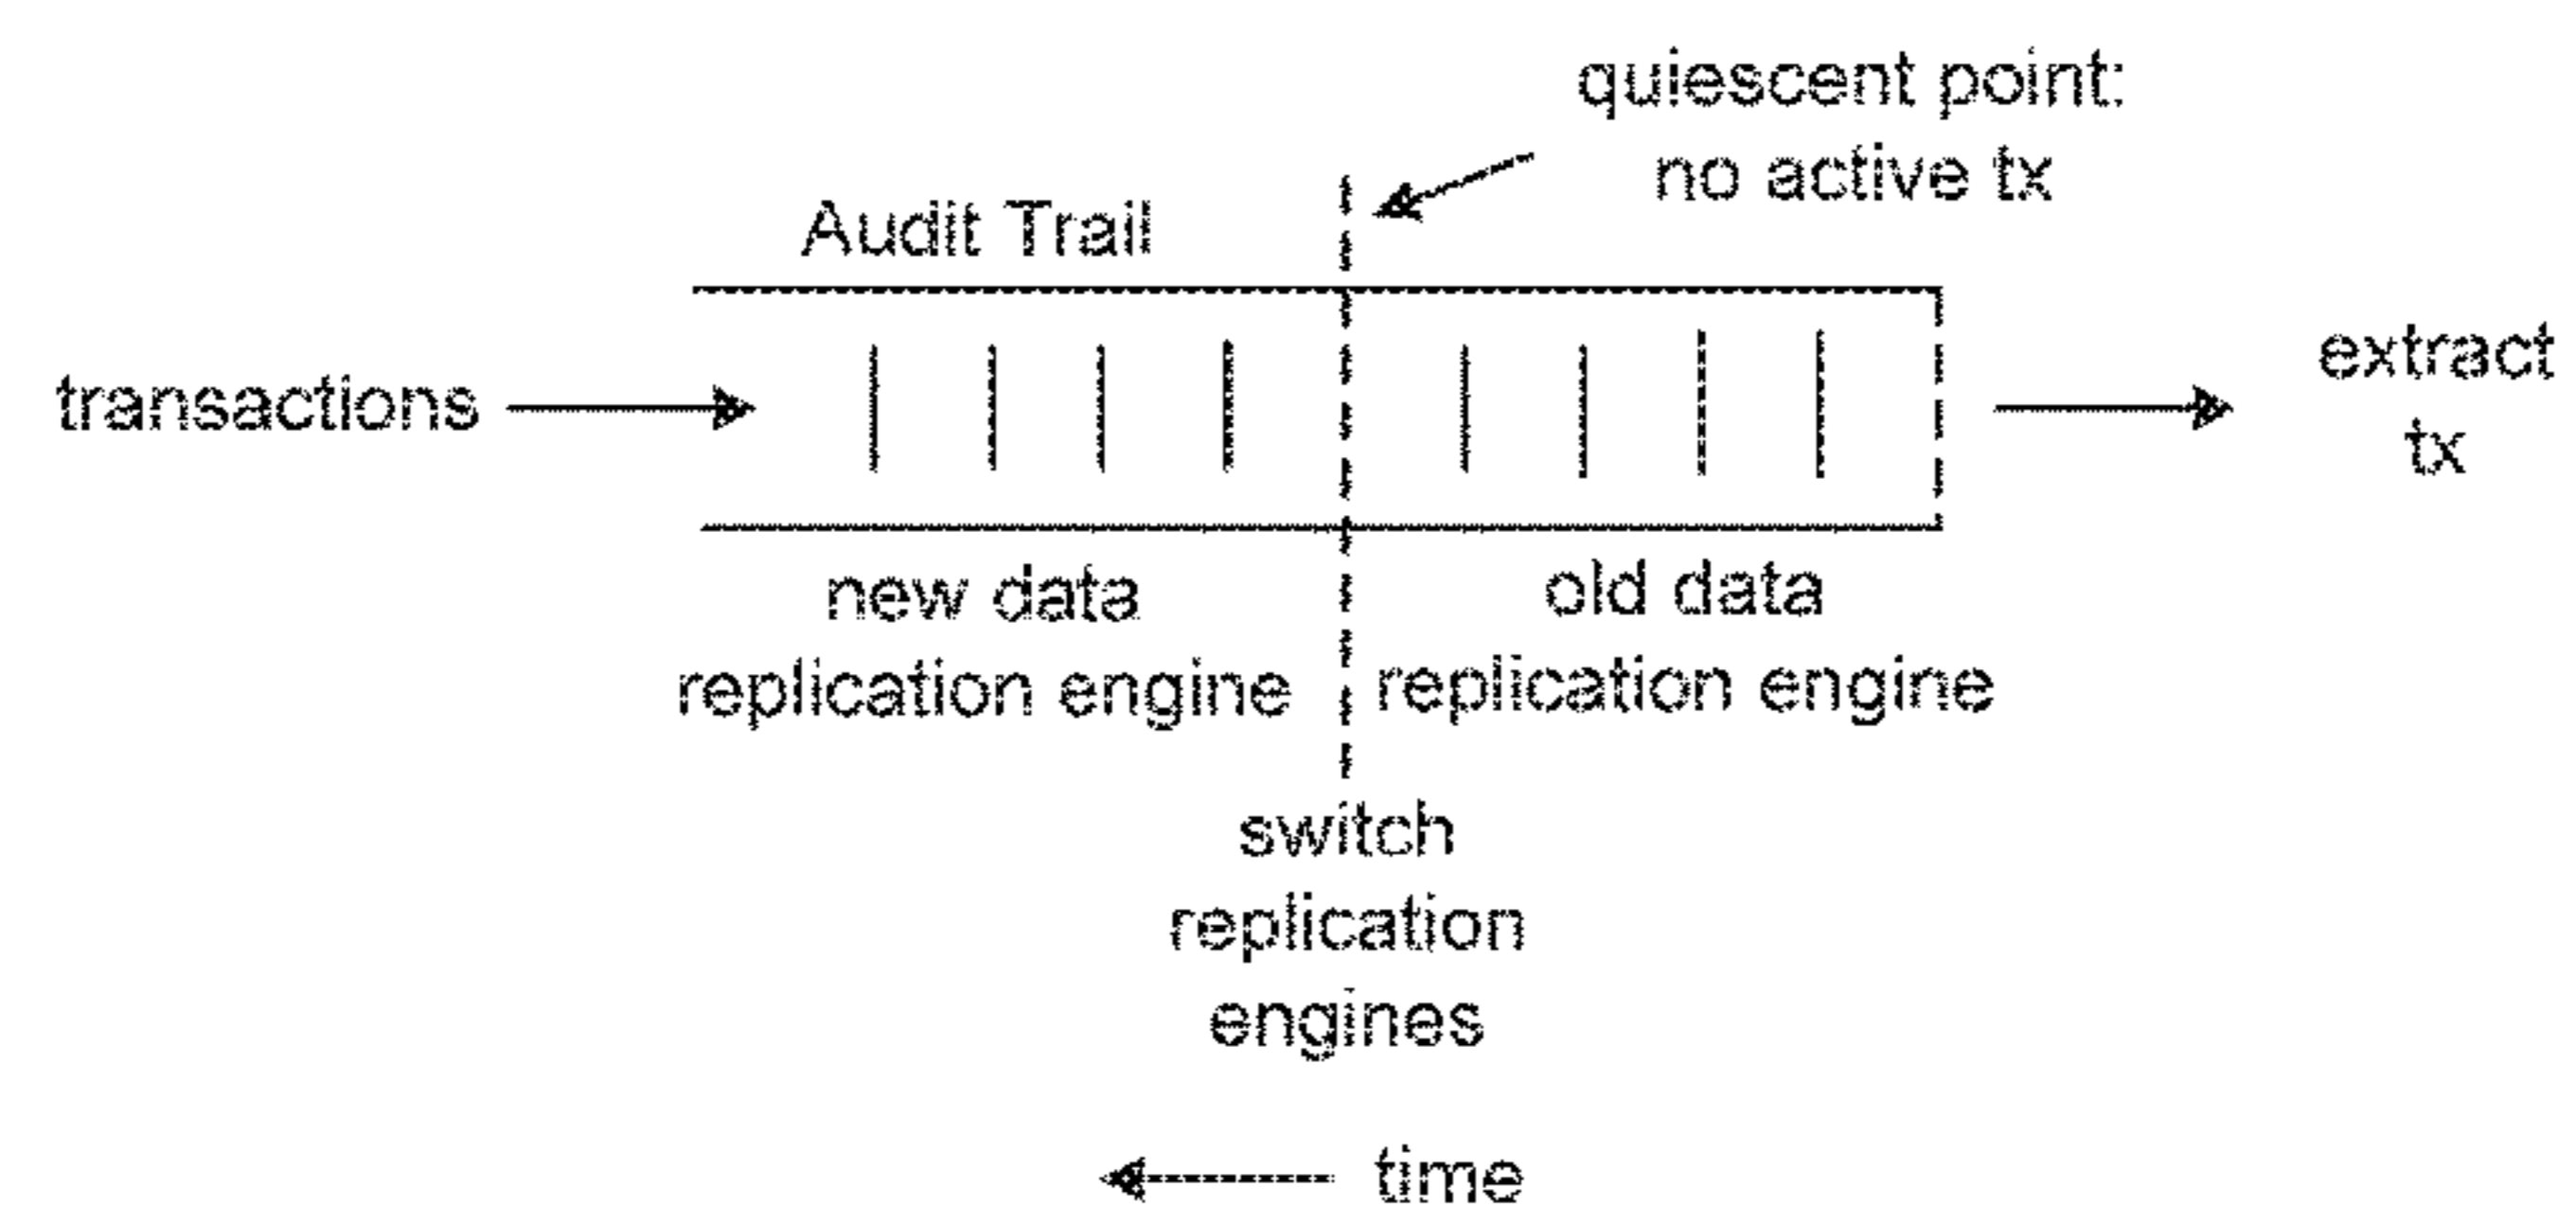 quiescent point:
no active tx
Audit Trail
transactions
extract
tx
new data
replication engine
old data
replication engine
switch
replication
engines
time